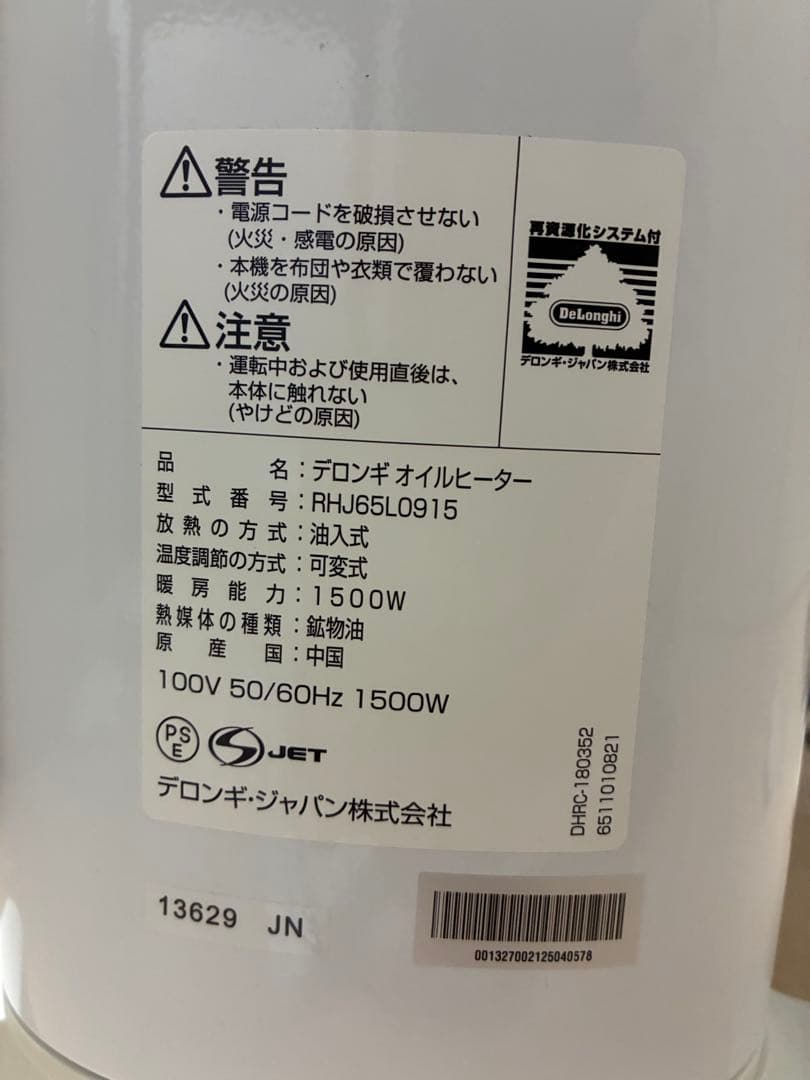 警告
・電源コードを破損させない
(火災・感電の原因)
・本機を布団や衣類で覆わない
(火災の原因)
注意
・運転中および使用直後は、
本体に触れない
(やけどの原因)
再資源化システム付
DeLonghi
デロンギ・ジャパン株式会社
品名：デロンギ オイルヒーター
型式番号：RHJ65L0915
放熱の方式：油入式
温度調節の方式：可変式
暖房能力：1500W
熱媒体の種類：鉱物油
原産国：中国
100V 50/60Hz 1500W
PS
E
JET
デロンギ・ジャパン株式会社
DHRC-180352
6511010821
13629 JN
001327002125040578